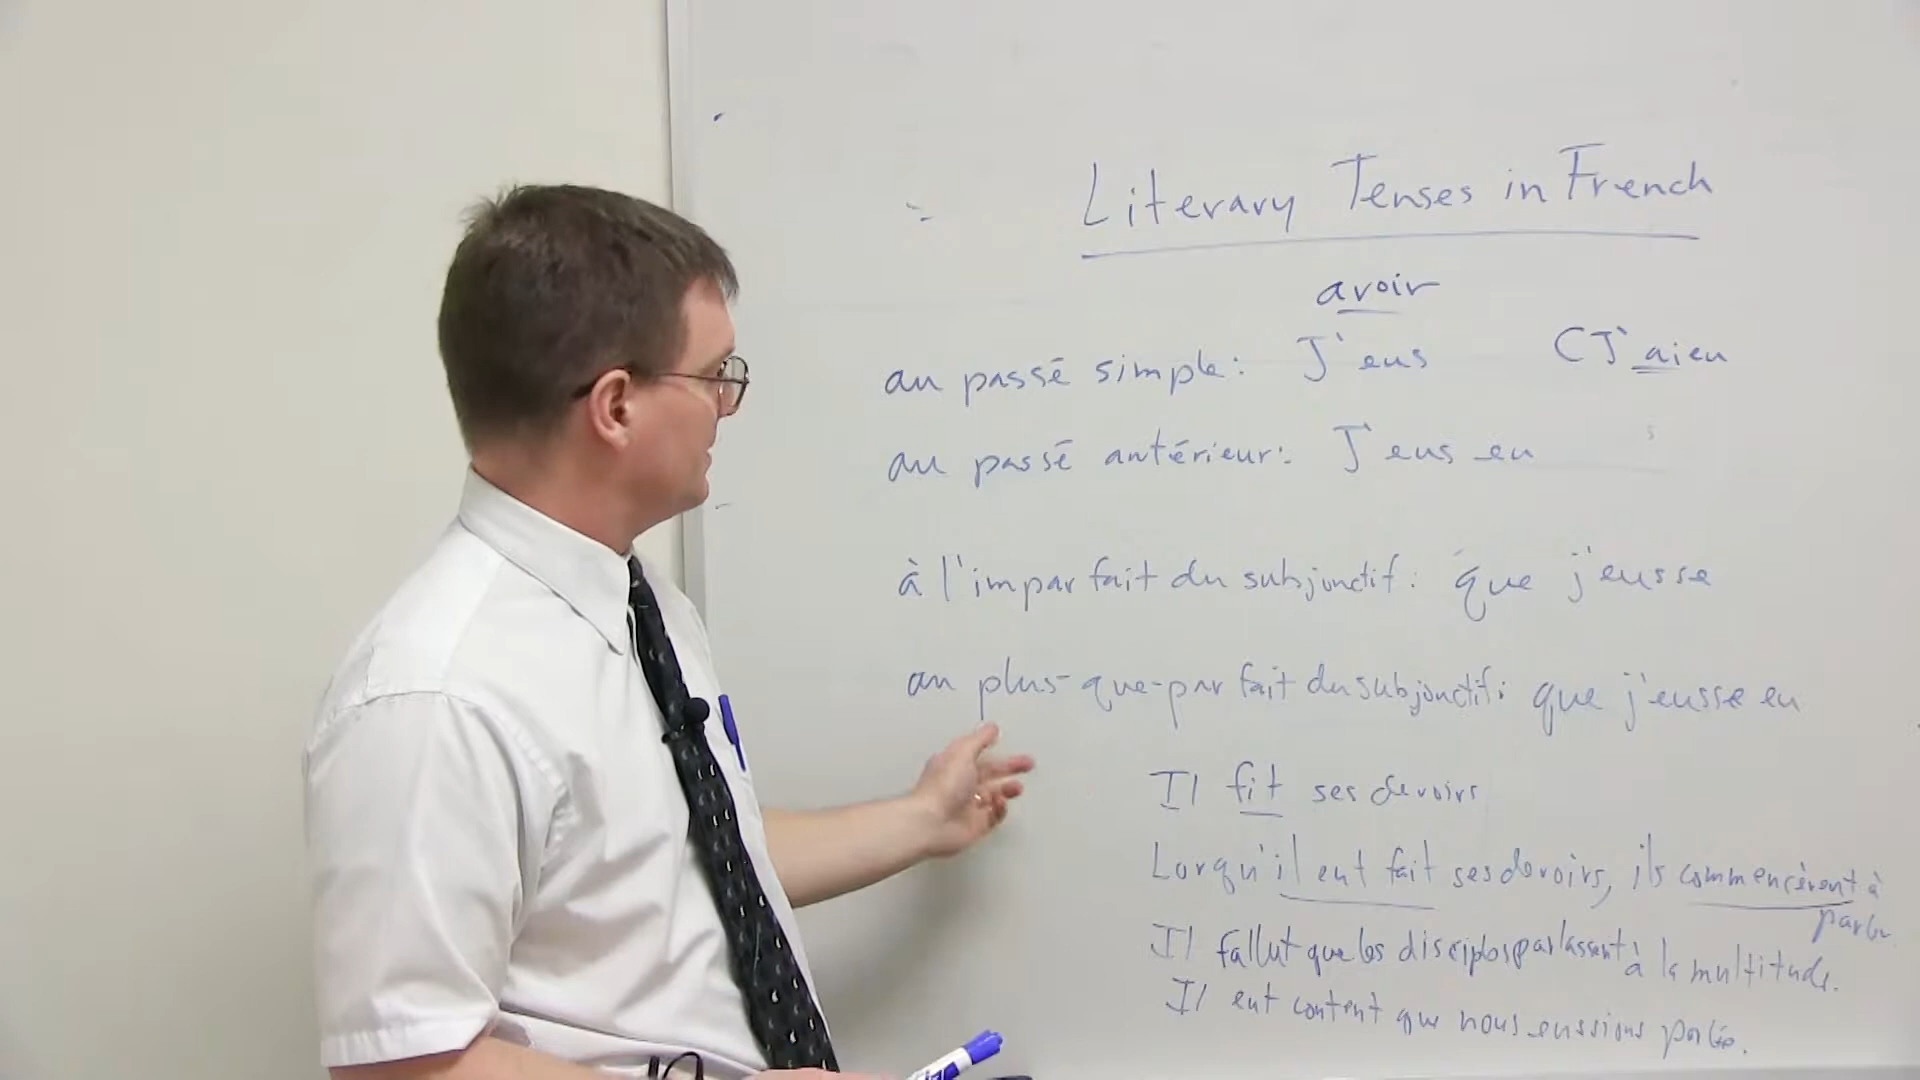 Literary Tenses in French
avoir
au passé simple: J'eus (J'ai eu
au passé antérieur: J'eus eu
à l'imparfait du subjonctif: que j'eusse
au plus-que-parfait du subjonctif: que j'eusse eu
Il fit ses devoirs
Lorqu'il eut fait ses devoirs, ils commencèrent à
parler
Il fallut que les disciples parlassent à la multitude.
Il eut content que nous eussions parlé.